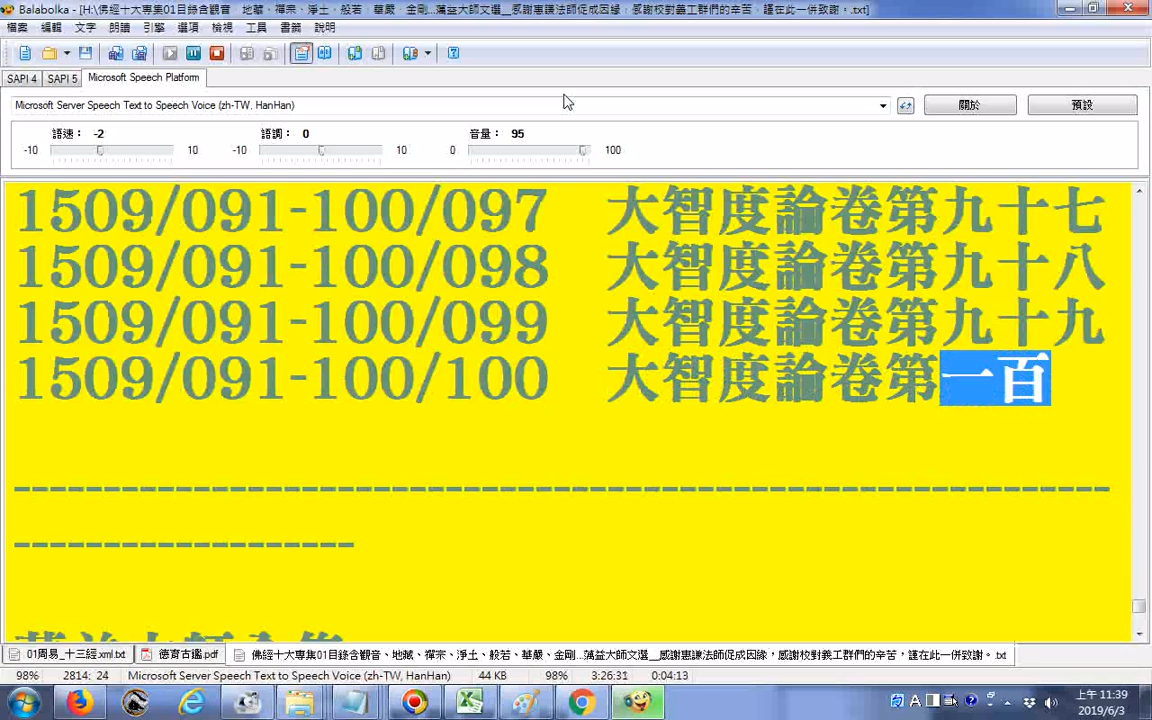 Balabolka - [H:\佛經十大專集01目錄含觀音、地藏、禪宗、淨土、般若、華嚴、金剛...蕅益大師文選__感謝惠謙法師促成因緣，感謝校對義工群們的辛苦，謹在此一併致謝。.txt]
檔案 編輯 文字 朗讀 引擎 選項 檢視 工具 書籤 說明
SAPI 4 SAPI 5 Microsoft Speech Platform
Microsoft Server Speech Text to Speech Voice (zh-TW, HanHan) 關於 預設
語速： -2 語調： 0 音量： 95
-10 10 -10 10 0 100
1509/091-100/097 大智度論卷第九十七
1509/091-100/098 大智度論卷第九十八
1509/091-100/099 大智度論卷第九十九
1509/091-100/100 大智度論卷第一百
--------------------------------------------------------
-----------------
01周易_十三經.xml.txt 德育古鑑.pdf 佛經十大專集01目錄含觀音、地藏、禪宗、淨土、般若、華嚴、金剛...蕅益大師文選__感謝惠謙法師促成因緣，感謝校對義工群們的辛苦，謹在此一併致謝。.txt
98% 2814: 24 Microsoft Server Speech Text to Speech Voice (zh-TW, HanHan) 44 KB 98% 3:26:31 0:04:13
上午 11:39
2019/6/3